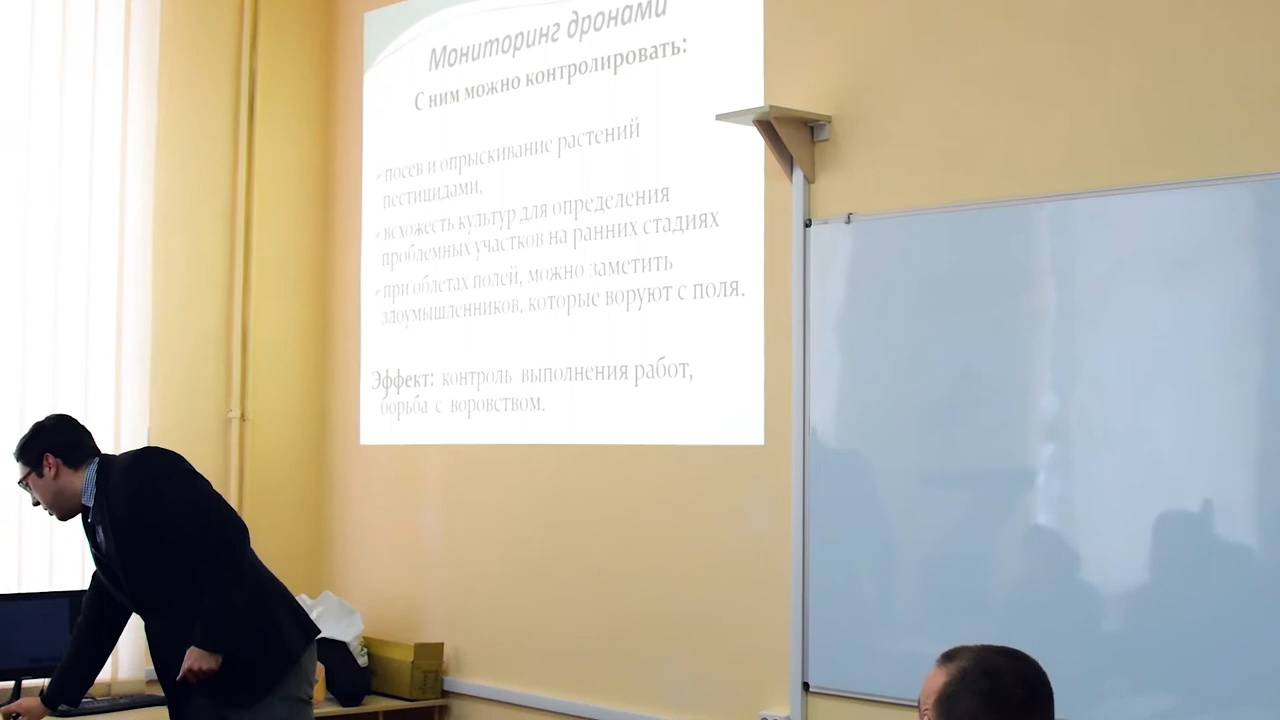 Мониторинг дронами
С ним можно контролировать:
посев и опрыскивание растений
пестицидами.
всхожесть культур для определения
проблемных участков на ранних стадиях
при облетах полей, можно заметить
злоумышленников, которые воруют с поля.
Эффект: контроль выполнения работ,
борьба с воровством.